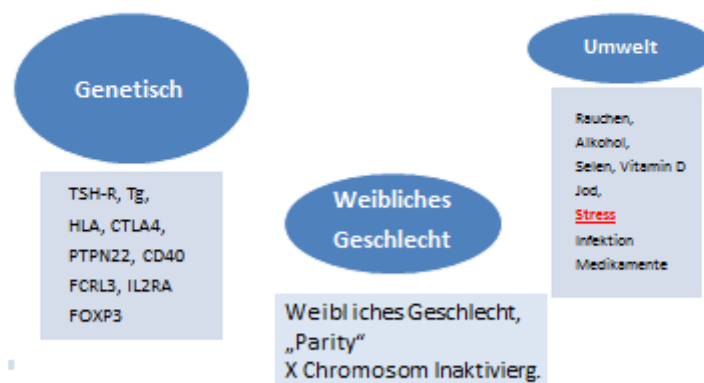 Genetisch
TSH-R, Tg,
HLA, CTLA4,
PTPN22, CD40
FCRL3, IL2RA
FOXP3
Weibliches
Geschlecht
Weibliches Geschlecht,
„Parity“
X Chromosom Inaktivierg.
Umwelt
Rauchen,
Alkohol,
Selen, Vitamin D
Jod,
Stress
Infektion
Medikamente